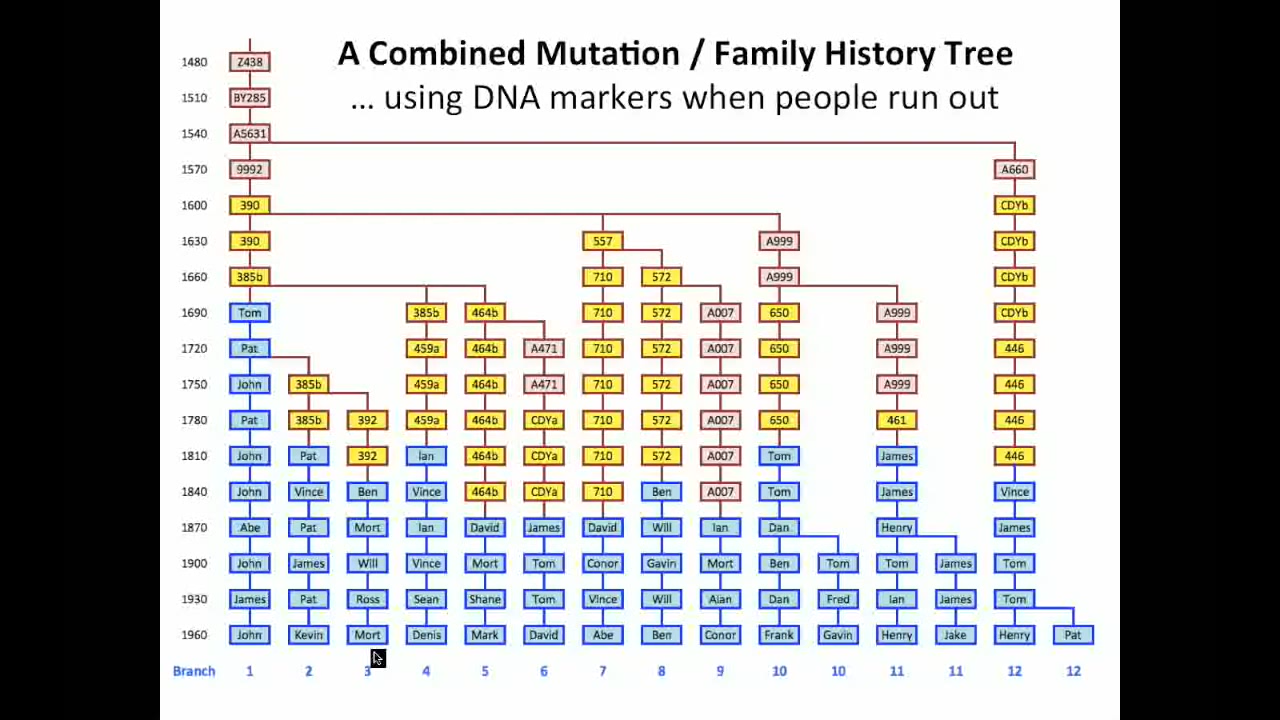 A Combined Mutation / Family History Tree
... using DNA markers when people run out
1480 Z438
1510 BY285
1540 A5631
1570 9992 A660
1600 390 CDYb
1630 390 557 A999 CDYb
1660 385b 710 572 A999 CDYb
1690 Tom 385b 464b 710 572 A007 650 A999 CDYb
1720 Pat 459a 464b A471 710 572 A007 650 A999 446
1750 John 385b 459a 464b A471 710 572 A007 650 A999 446
1780 Pat 385b 392 459a 464b CDYa 710 572 A007 650 461 446
1810 John Pat 392 Ian 464b CDYa 710 572 A007 Tom James 446
1840 John Vince Ben Vince 464b CDYa 710 Ben A007 Tom James Vince
1870 Abe Pat Mort Ian David James David Will Ian Dan Henry James
1900 John James Will Vince Mort Tom Conor Gavin Mort Ben Tom Tom James Tom
1930 James Pat Ross Sean Shane Tom Vince Will Alan Dan Fred Ian James Tom
1960 John Kevin Mort Denis Mark David Abe Ben Conor Frank Gavin Henry Jake Henry Pat
Branch 1 2 3 4 5 6 7 8 9 10 10 11 11 12 12